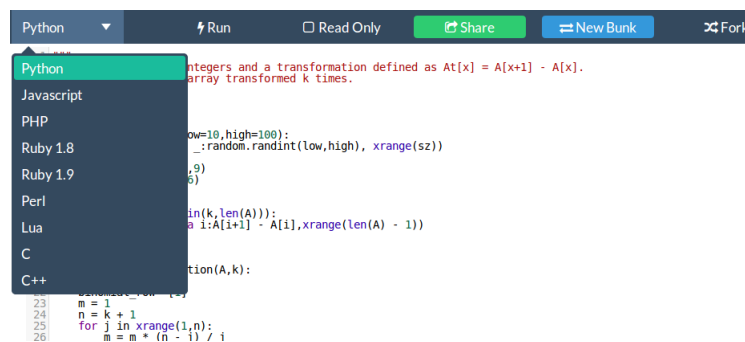 Python Run Read Only Share New Bunk Fork
Python
Javascript
PHP
Ruby 1.8
Ruby 1.9
Perl
Lua
C
C++
ntegers and a transformation defined as At[x] = A[x+1] - A[x].
array transformed k times.
ow=10,high=100):
_:random.randint(low,high), xrange(sz))
,9)
6)
in(k,len(A))):
a i:A[i+1] - A[i],xrange(len(A) - 1))
tion(A,k):
23 m = 1
24 n = k + 1
25 for j in xrange(1,n):
26 m = m * (n - j) / j